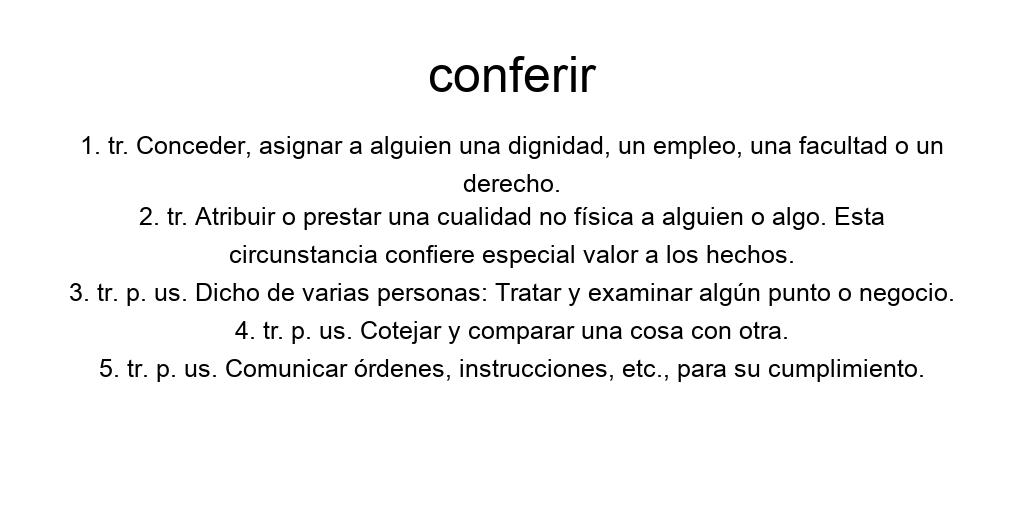 conferir
1. tr. Conceder, asignar a alguien una dignidad, un empleo, una facultad o un
derecho.
2. tr. Atribuir o prestar una cualidad no física a alguien o algo. Esta
circunstancia confiere especial valor a los hechos.
3. tr. p. us. Dicho de varias personas: Tratar y examinar algún punto o negocio.
4. tr. p. us. Cotejar y comparar una cosa con otra.
5. tr. p. us. Comunicar órdenes, instrucciones, etc., para su cumplimiento.